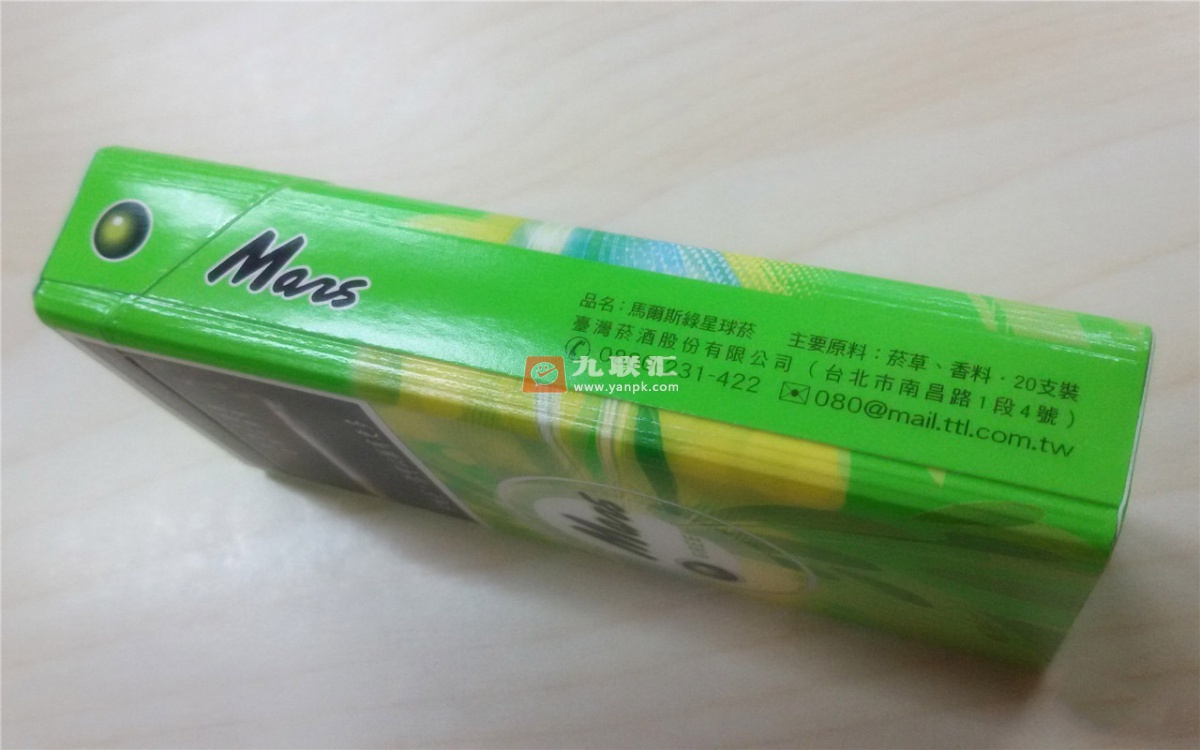 Mars
品名：馬爾斯綠星球菸 主要原料：菸草、香料．20支裝
臺灣菸酒股份有限公司（台北市南昌路1段4號）
31-422 080@mail.ttl.com.tw
九联汇
www.yanpk.com
Mars